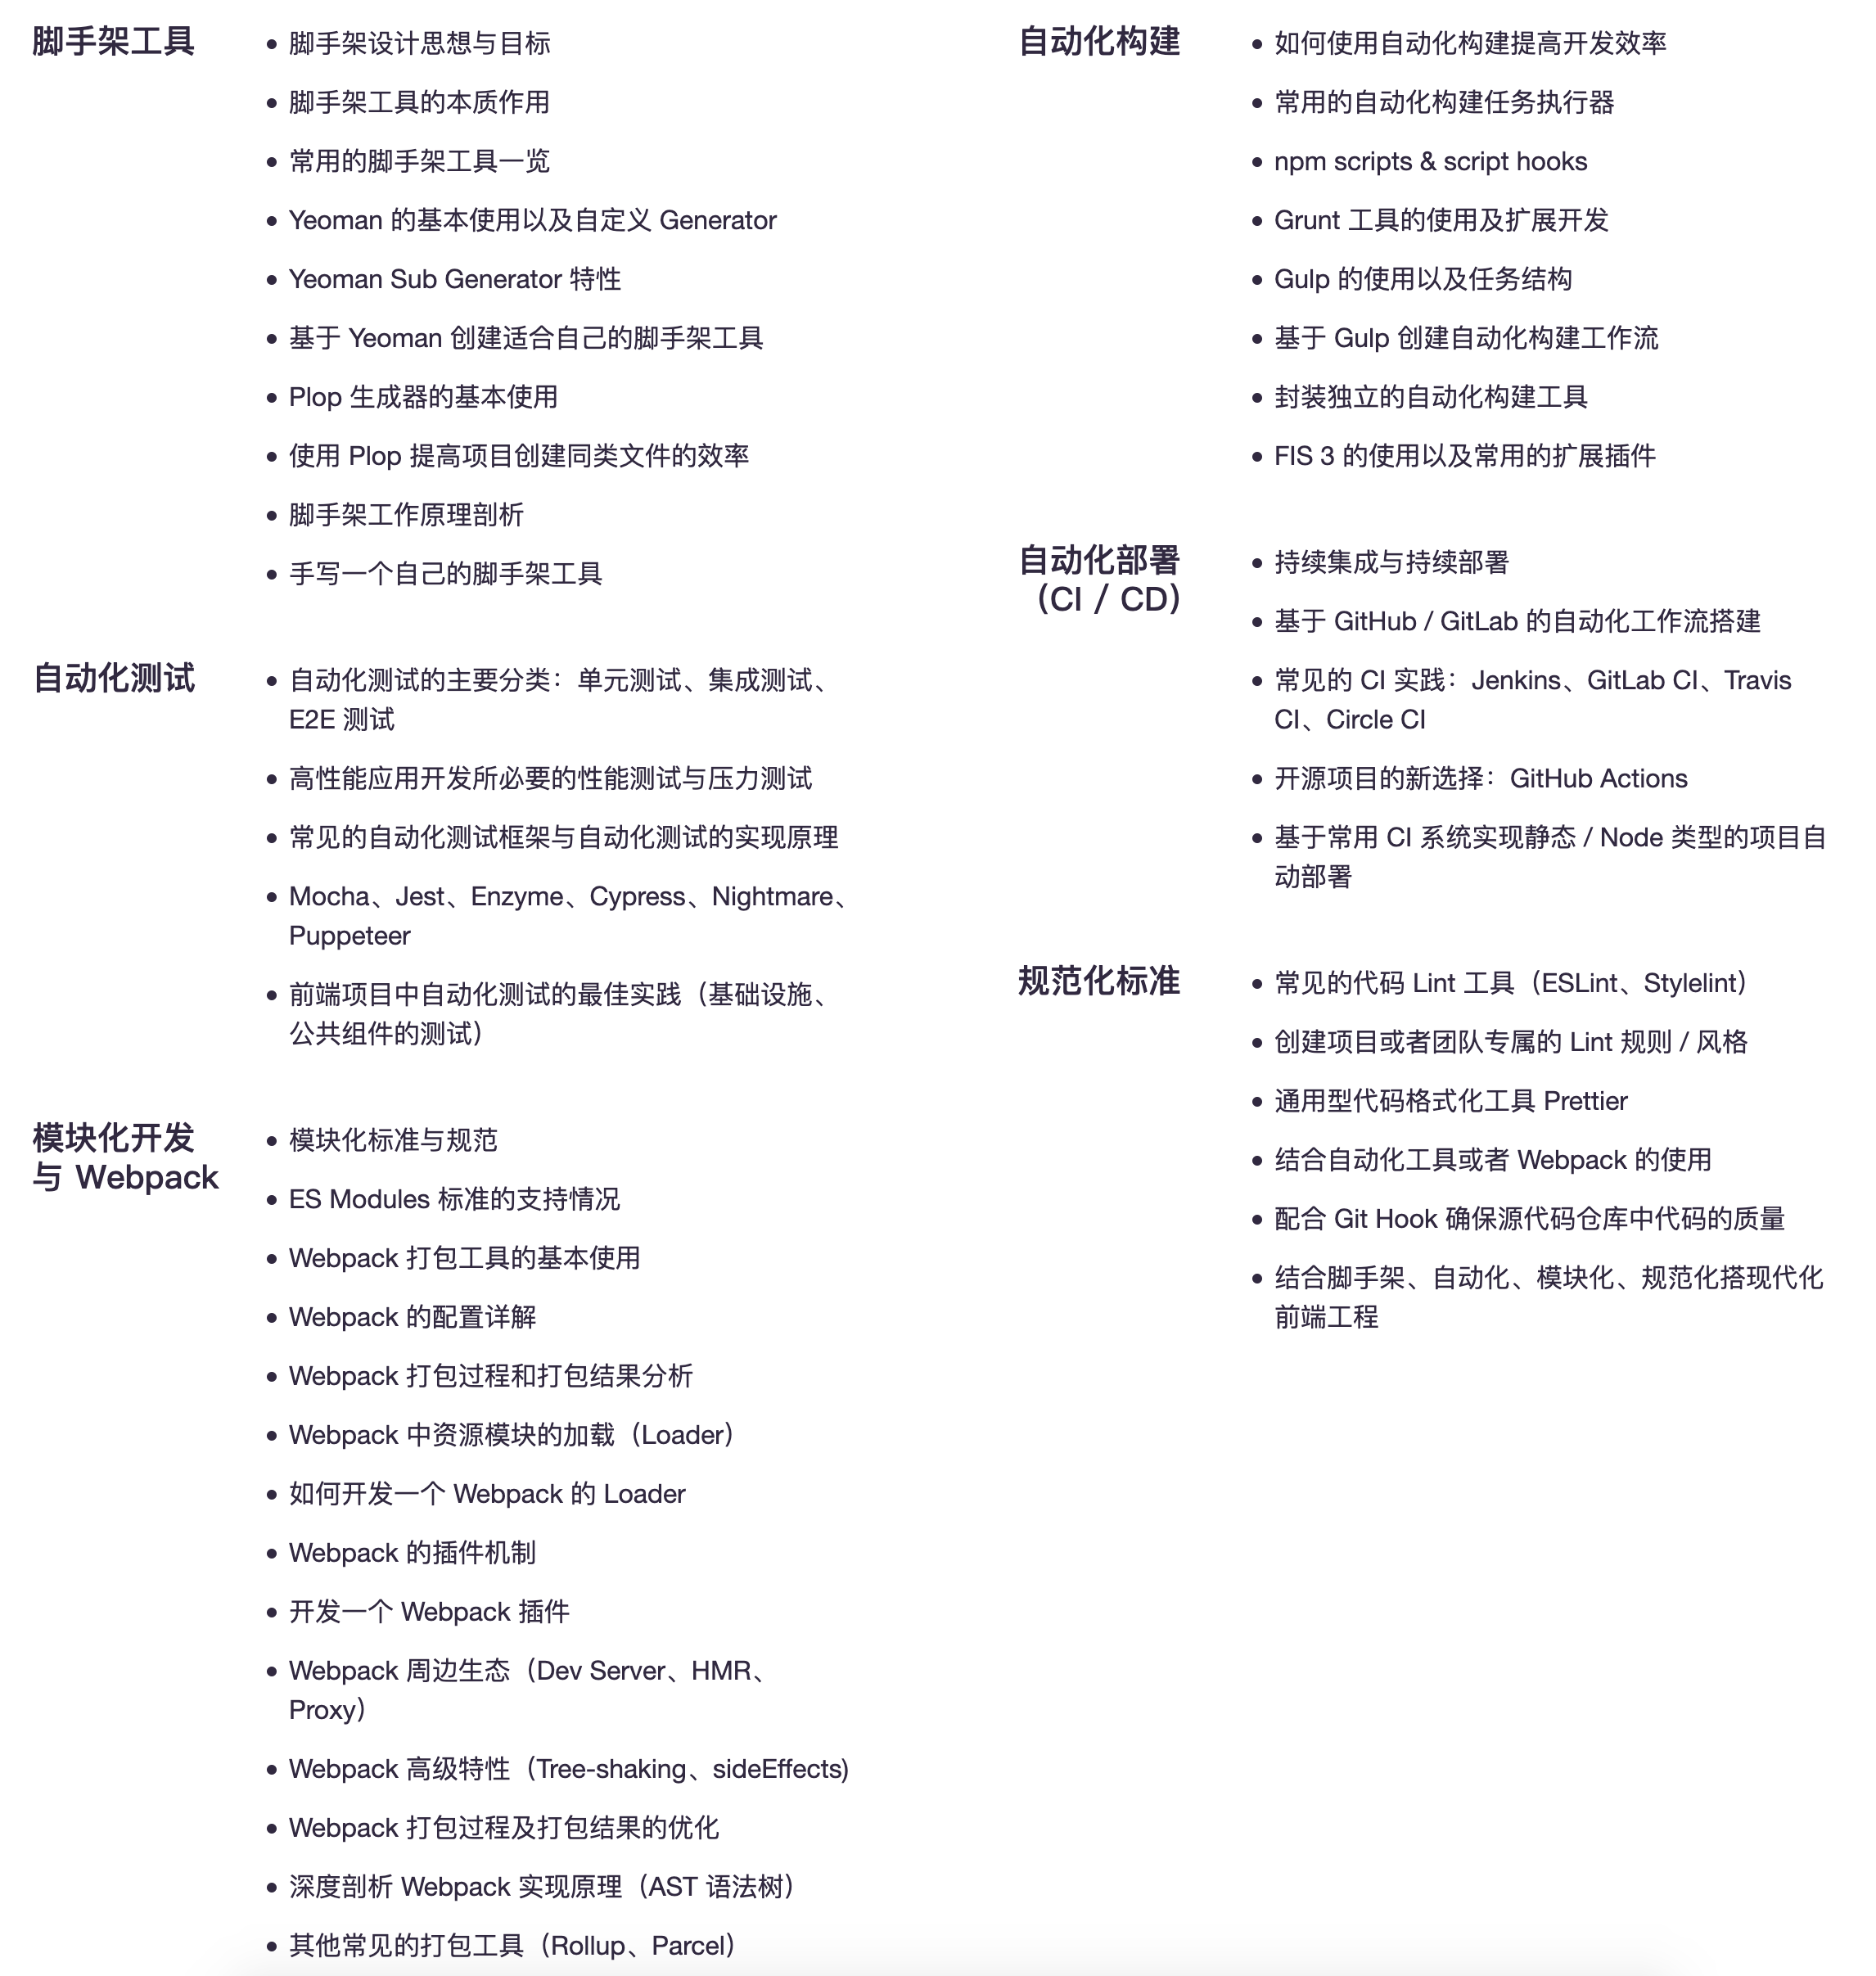 脚手架工具
脚手架设计思想与目标
脚手架工具的本质作用
常用的脚手架工具一览
Yeoman 的基本使用以及自定义 Generator
Yeoman Sub Generator 特性
基于 Yeoman 创建适合自己的脚手架工具
Plop 生成器的基本使用
使用 Plop 提高项目创建同类文件的效率
脚手架工作原理剖析
手写一个自己的脚手架工具
自动化测试
自动化测试的主要分类：单元测试、集成测试、
E2E 测试
高性能应用开发所必要的性能测试与压力测试
常见的自动化测试框架与自动化测试的实现原理
Mocha、Jest、Enzyme、Cypress、Nightmare、
Puppeteer
前端项目中自动化测试的最佳实践（基础设施、
公共组件的测试）
模块化开发
与 Webpack
模块化标准与规范
ES Modules 标准的支持情况
Webpack 打包工具的基本使用
Webpack 的配置详解
Webpack 打包过程和打包结果分析
Webpack 中资源模块的加载（Loader）
如何开发一个 Webpack 的 Loader
Webpack 的插件机制
开发一个 Webpack 插件
Webpack 周边生态（Dev Server、HMR、
Proxy）
Webpack 高级特性（Tree-shaking、sideEffects)
Webpack 打包过程及打包结果的优化
深度剖析 Webpack 实现原理（AST 语法树）
其他常见的打包工具（Rollup、Parcel）
自动化构建
如何使用自动化构建提高开发效率
常用的自动化构建任务执行器
npm scripts & script hooks
Grunt 工具的使用及扩展开发
Gulp 的使用以及任务结构
基于 Gulp 创建自动化构建工作流
封装独立的自动化构建工具
FIS 3 的使用以及常用的扩展插件
自动化部署
（CI / CD）
持续集成与持续部署
基于 GitHub / GitLab 的自动化工作流搭建
常见的 CI 实践：Jenkins、GitLab CI、Travis
CI、Circle CI
开源项目的新选择：GitHub Actions
基于常用 CI 系统实现静态 / Node 类型的项目自
动部署
规范化标准
常见的代码 Lint 工具（ESLint、Stylelint）
创建项目或者团队专属的 Lint 规则 / 风格
通用型代码格式化工具 Prettier
结合自动化工具或者 Webpack 的使用
配合 Git Hook 确保源代码仓库中代码的质量
结合脚手架、自动化、模块化、规范化搭现代化
前端工程